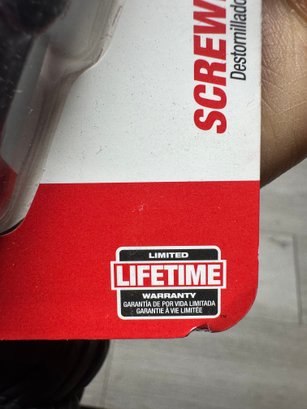 SCREW
Destornillado
LIMITED
LIFETIME
WARRANTY
GARANTÍA DE POR VIDA LIMITADA
GARANTIE À VIE LIMITÉE